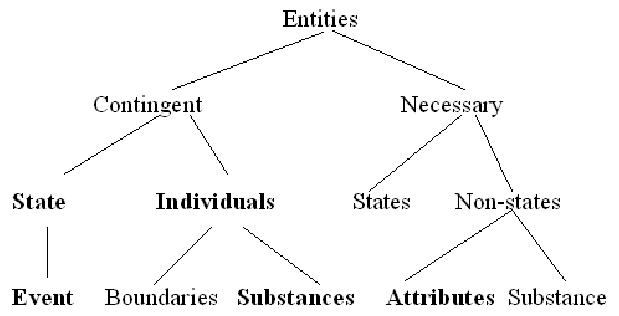 Entities
Contingent Necessary
State Individuals States Non-states
Event Boundaries Substances Attributes Substance